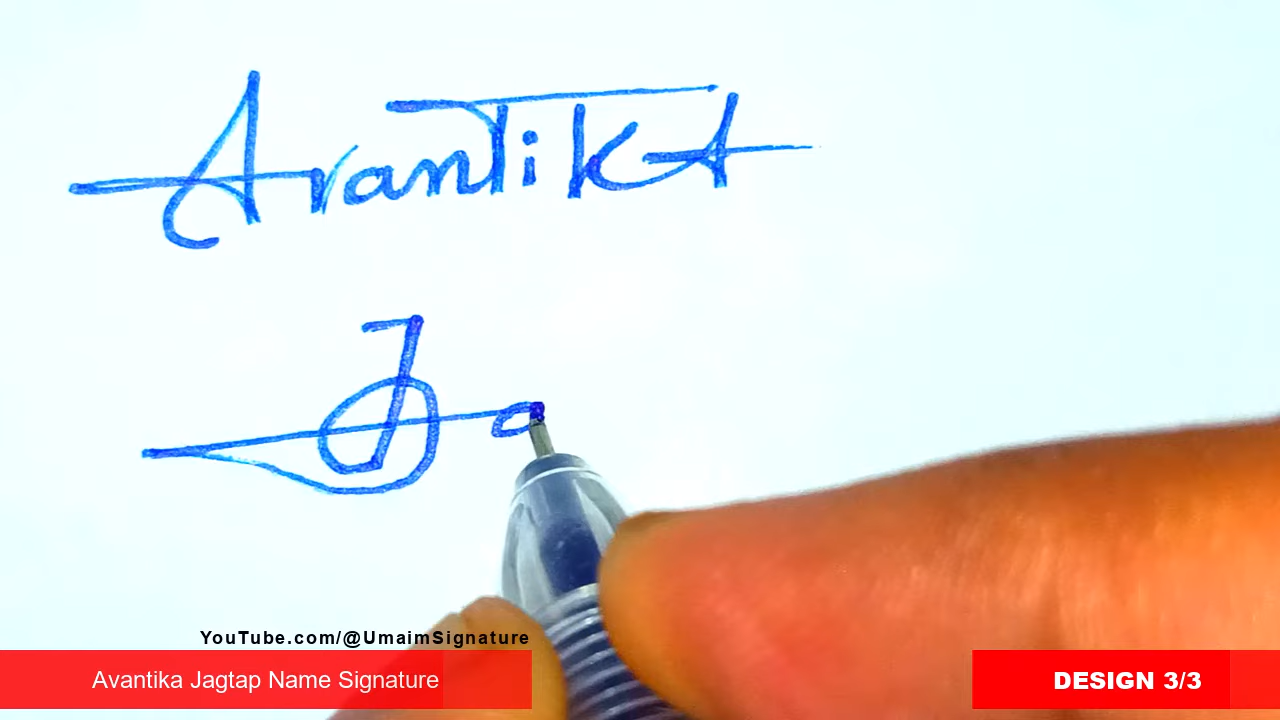 Avantika
Ja
YouTube.com/@UmaimSignature
Avantika Jagtap Name Signature
DESIGN 3/3